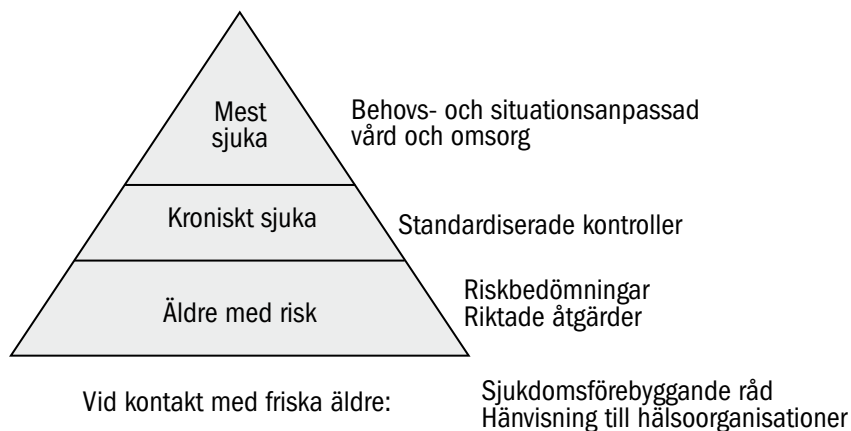 Mest
sjuka
Behovs- och situationsanpassad
vård och omsorg
Kroniskt sjuka
Standardiserade kontroller
Äldre med risk
Riskbedömningar
Riktade åtgärder
Vid kontakt med friska äldre:
Sjukdomsförebyggande råd
Hänvisning till hälsoorganisationer